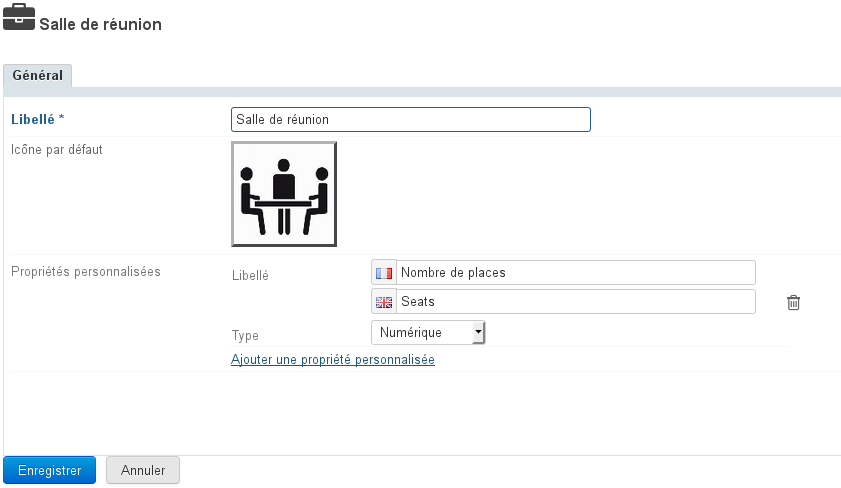 Salle de réunion
Général
Libellé *
Salle de réunion
Icône par défaut
Propriétés personnalisées
Libellé
Nombre de places
Seats
Type
Numérique
Ajouter une propriété personnalisée
Enregistrer
Annuler